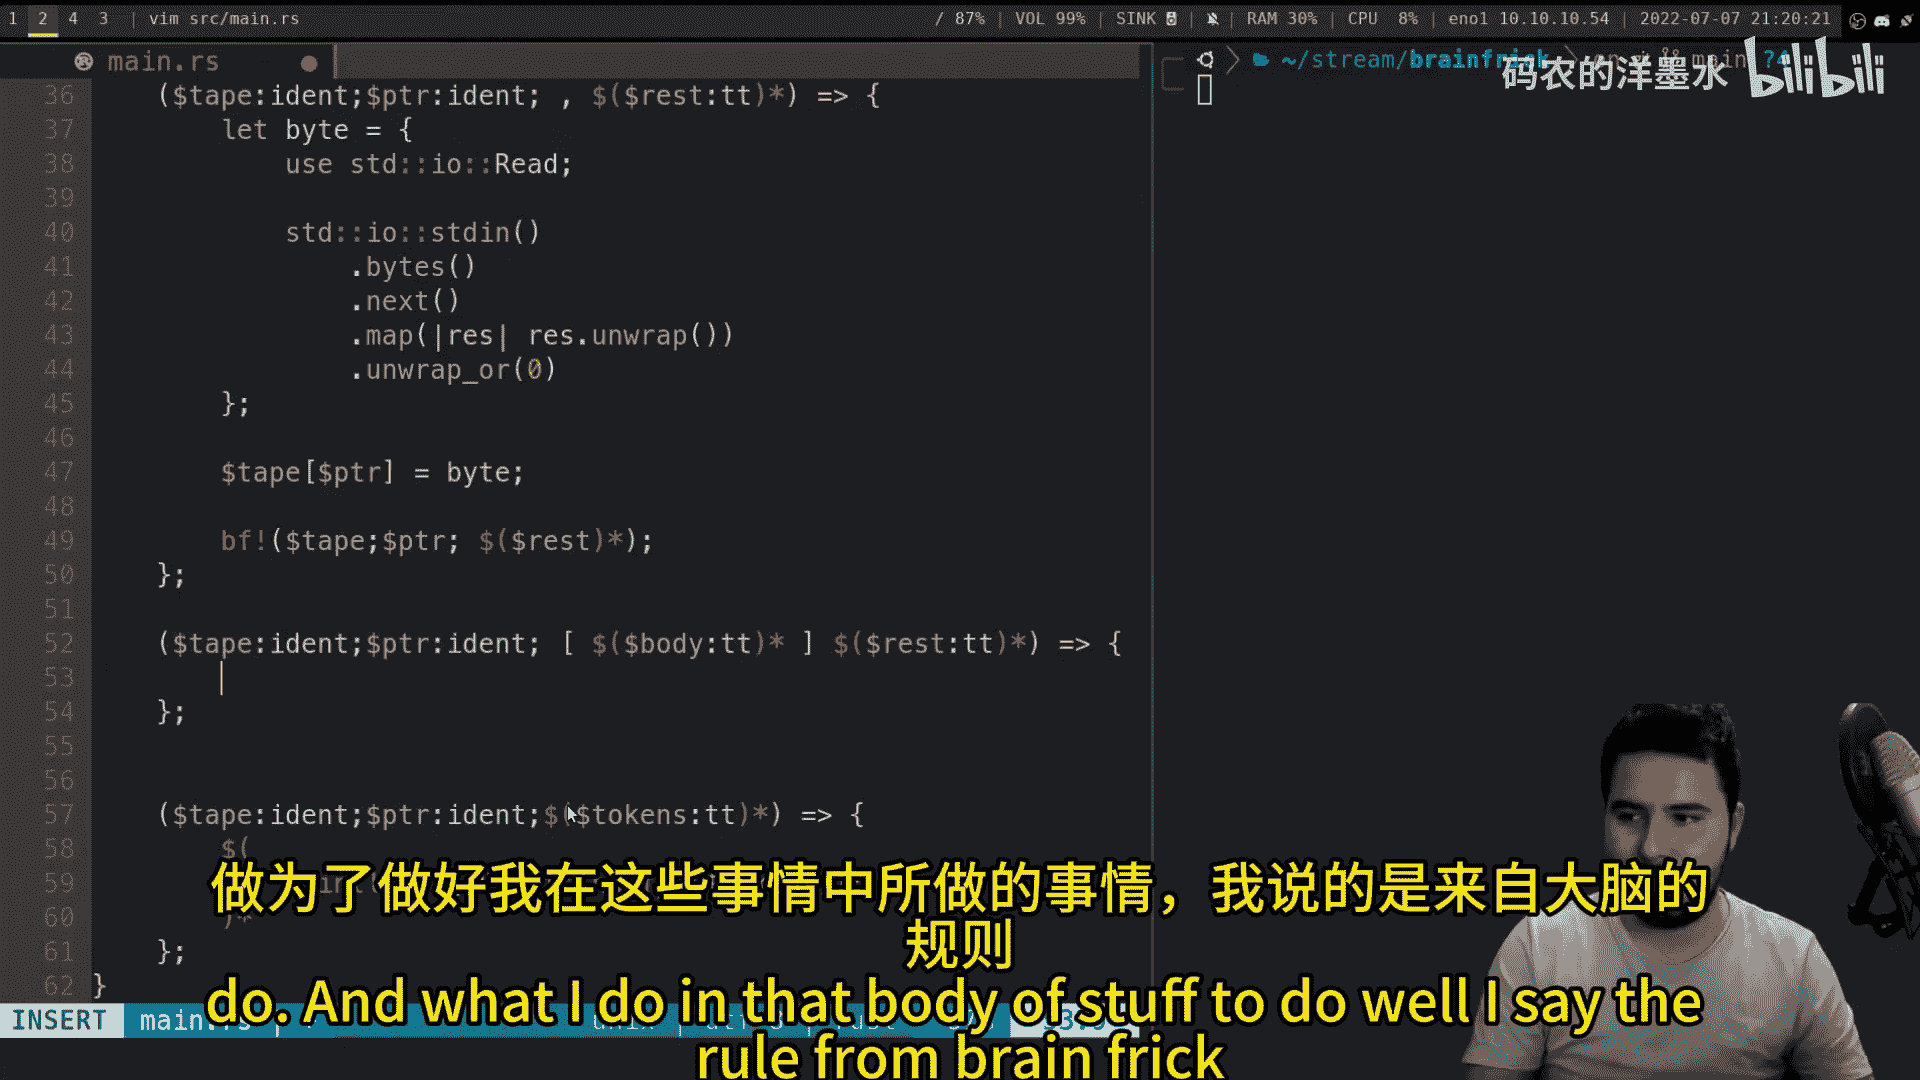 1 2 4 3 | vim src/main.rs
/ 87% | VOL 99% | SINK | RAM 30% | CPU 8% | eno1 10.10.10.54 | 2022-07-07 21:20:21
main.rs
~/stream/brainfrick main ?4
码农的洋墨水 bilibili
36 ($tape:ident;$ptr:ident; , $($rest:tt)*) => {
37 let byte = {
38 use std::io::Read;
39
40 std::io::stdin()
41 .bytes()
42 .next()
43 .map(|res| res.unwrap())
44 .unwrap_or(0)
45 };
46
47 $tape[$ptr] = byte;
48
49 bf!($tape;$ptr; $($rest)*);
50 };
51
52 ($tape:ident;$ptr:ident; [ $($body:tt)* ] $($rest:tt)*) => {
53
54 };
55
56
57 ($tape:ident;$ptr:ident;$($tokens:tt)*) => {
58 $(
59
60 )*
61 };
62 }
做为了做好我在这些事情中所做的事情，我说的是来自大脑的
规则
do. And what I do in that body of stuff to do well I say the
rule from brain frick
INSERT main.rs